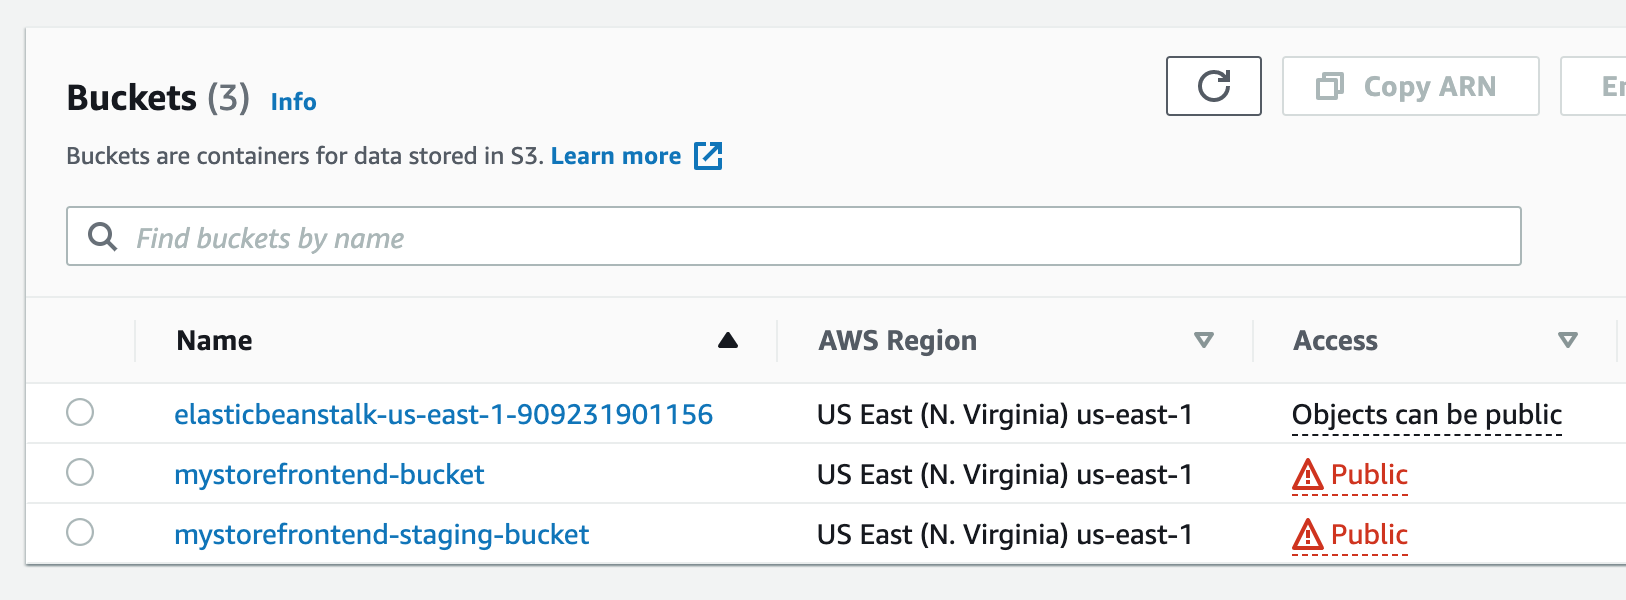 Buckets (3) Info
Copy ARN
Buckets are containers for data stored in S3. Learn more
Find buckets by name
Name AWS Region Access
elasticbeanstalk-us-east-1-909231901156 US East (N. Virginia) us-east-1 Objects can be public
mystorefrontend-bucket US East (N. Virginia) us-east-1 Public
mystorefrontend-staging-bucket US East (N. Virginia) us-east-1 Public